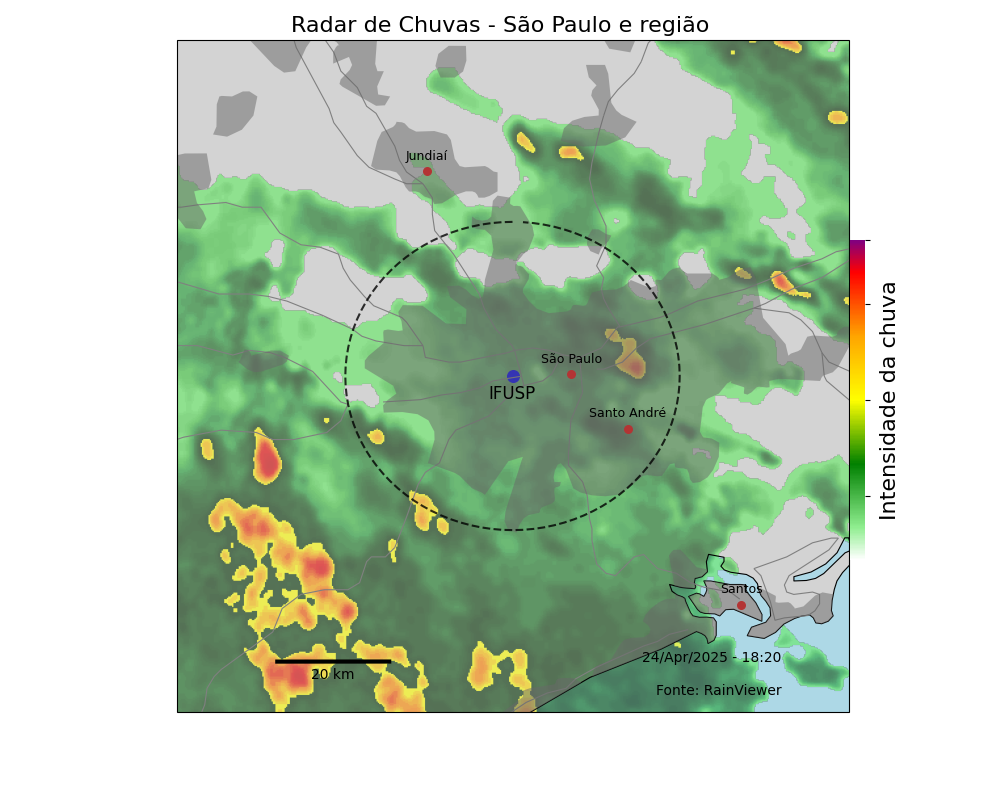 Radar de Chuvas - São Paulo e região
Jundiaí
São Paulo
IFUSP
Santo André
Santos
24/Apr/2025 - 18:20
20 km
Fonte: RainViewer
Intensidade da chuva